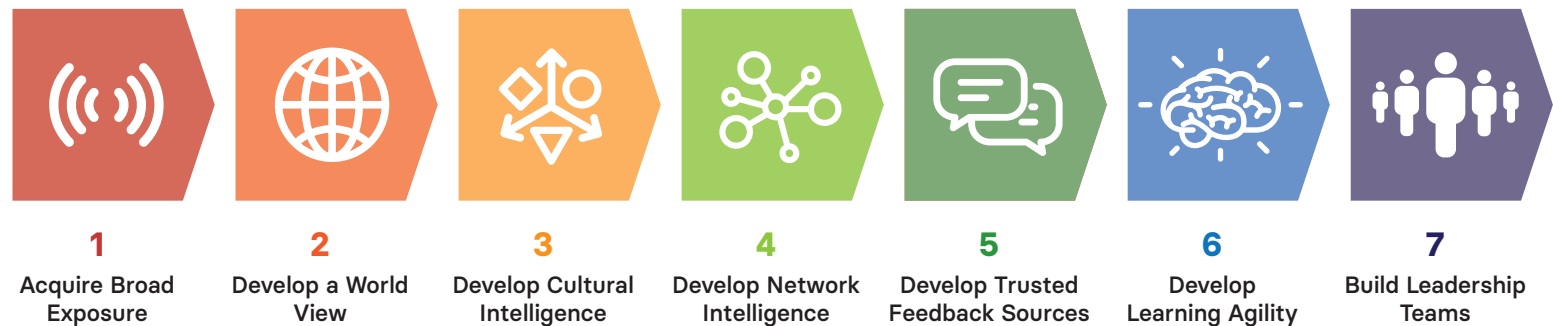 1
Acquire Broad
Exposure
2
Develop a World
View
3
Develop Cultural
Intelligence
4
Develop Network
Intelligence
5
Develop Trusted
Feedback Sources
6
Develop
Learning Agility
7
Build Leadership
Teams